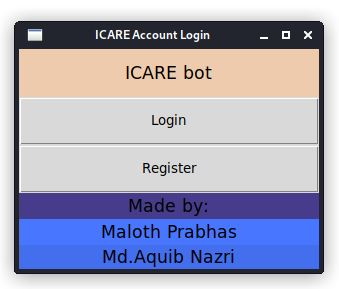 ICARE Account Login
ICARE bot
Login
Register
Made by:
Maloth Prabhas
Md.Aquib Nazri